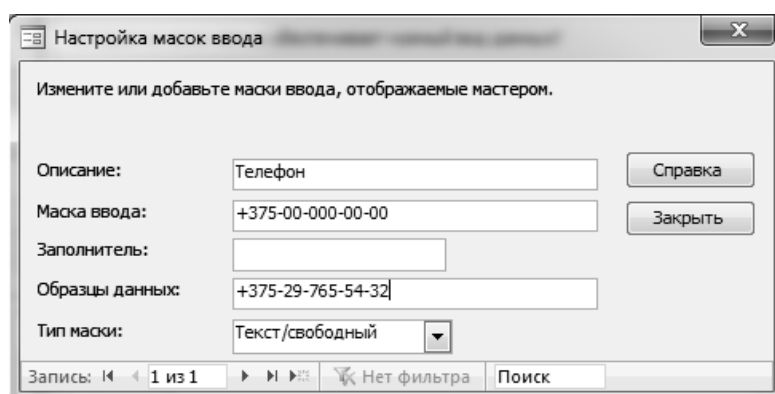 Настройка масок ввода
Измените или добавьте маски ввода, отображаемые мастером.
Описание: Телефон Справка
Маска ввода: +375-00-000-00-00 Закрыть
Заполнитель:
Образцы данных: +375-29-765-54-32
Тип маски: Текст/свободный
Запись: 1 из 1 Нет фильтра Поиск